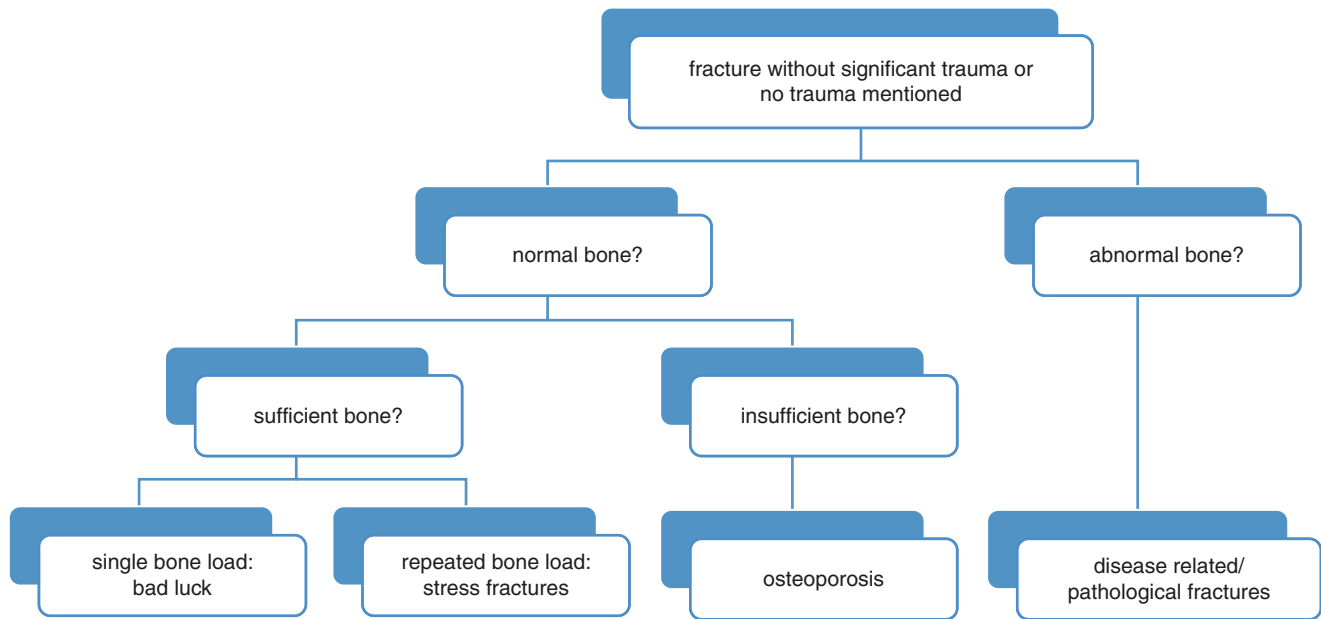 fracture without significant trauma or
no trauma mentioned
normal bone?
abnormal bone?
sufficient bone?
insufficient bone?
single bone load:
bad luck
repeated bone load:
stress fractures
osteoporosis
disease related/
pathological fractures